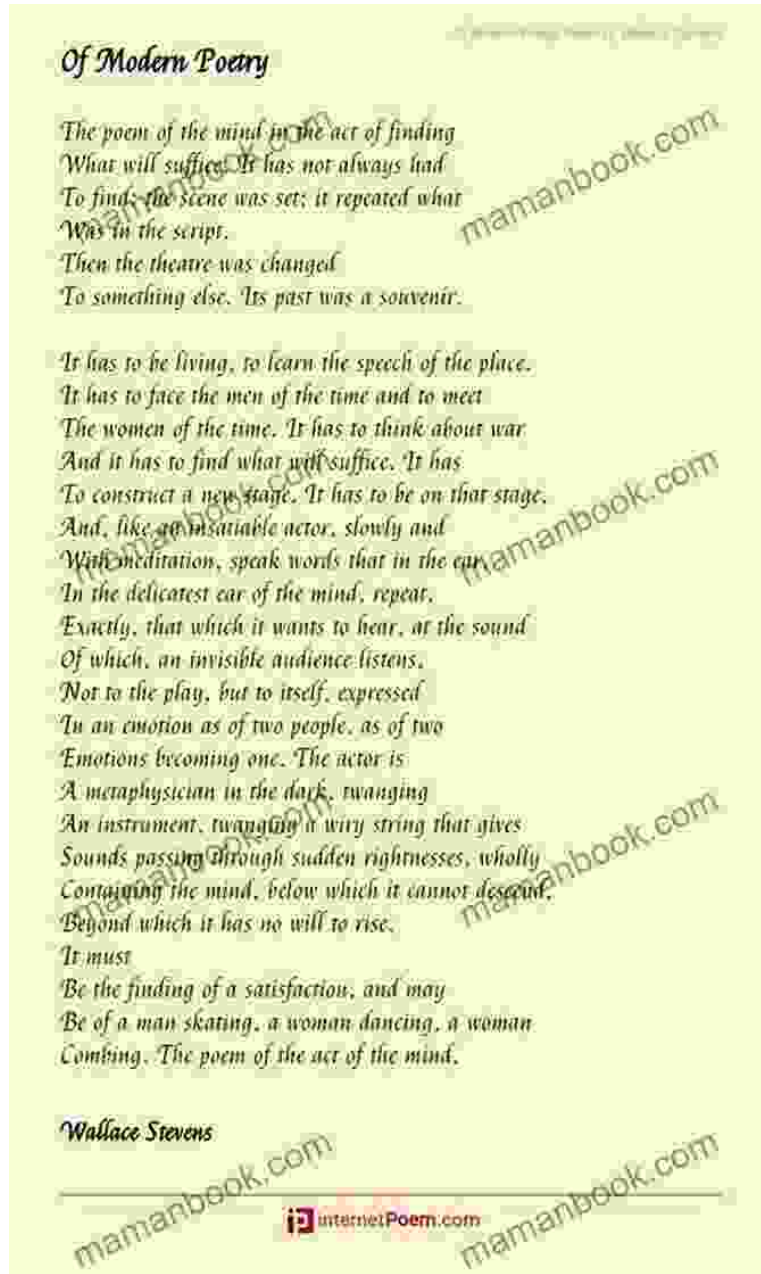 Of Modern Poetry
The poem of the mind in the act of finding
What will suffice. It has not always had
To find: the scene was set; it repeated what
Was in the script.
Then the theatre was changed
To something else. Its past was a souvenir.
It has to be living, to learn the speech of the place.
It has to face the men of the time and to meet
The women of the time. It has to think about war
And it has to find what will suffice. It has
To construct a new stage. It has to be on that stage,
And, like an insatiable actor, slowly and
With meditation, speak words that in the ear,
In the delicatest ear of the mind, repeat,
Exactly, that which it wants to hear, at the sound
Of which, an invisible audience listens,
Not to the play, but to itself, expressed
In an emotion as of two people, as of two
Emotions becoming one. The actor is
A metaphysician in the dark, twanging
An instrument, twanging a wiry string that gives
Sounds passing through sudden rightnesses, wholly
Containing the mind, below which it cannot descend,
Beyond which it has no will to rise.
It must
Be the finding of a satisfaction, and may
Be of a man skating, a woman dancing, a woman
Combing. The poem of the act of the mind.
Wallace Stevens
internetPoem.com
mamanbook.com
mamanbook.com
mamanbook.com
mamanbook.com
mamanbook.com
mamanbook.com
mamanbook.com
mamanbook.com